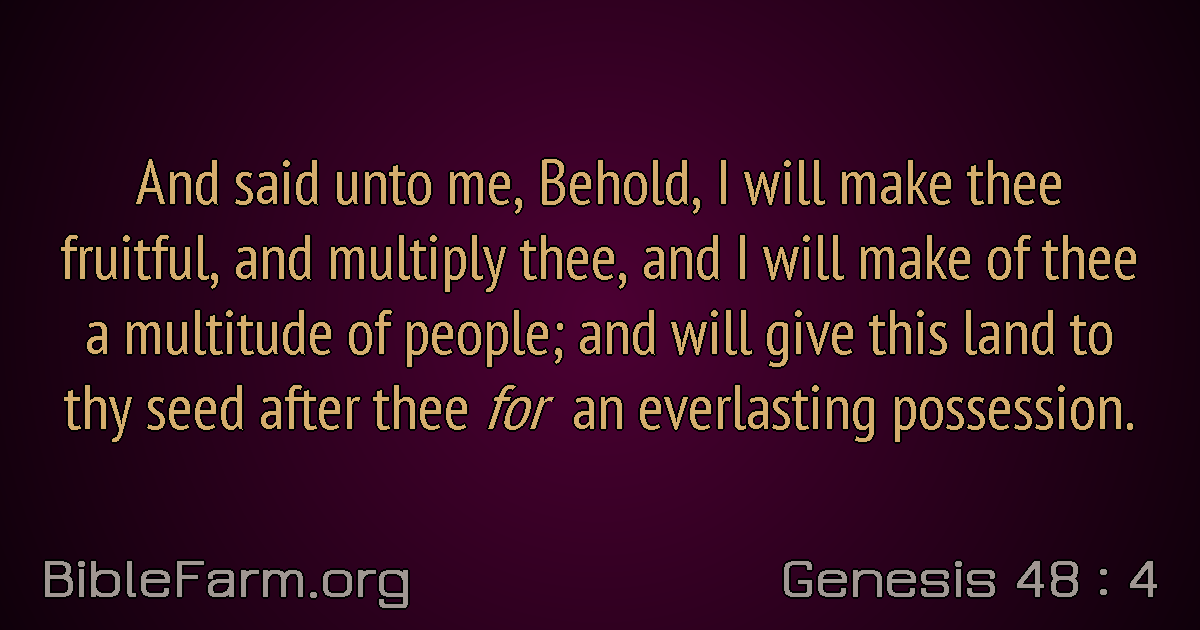 And said unto me, Behold, I will make thee
fruitful, and multiply thee, and I will make of thee
a multitude of people; and will give this land to
thy seed after thee for an everlasting possession.
BibleFarm.org
Genesis 48 : 4